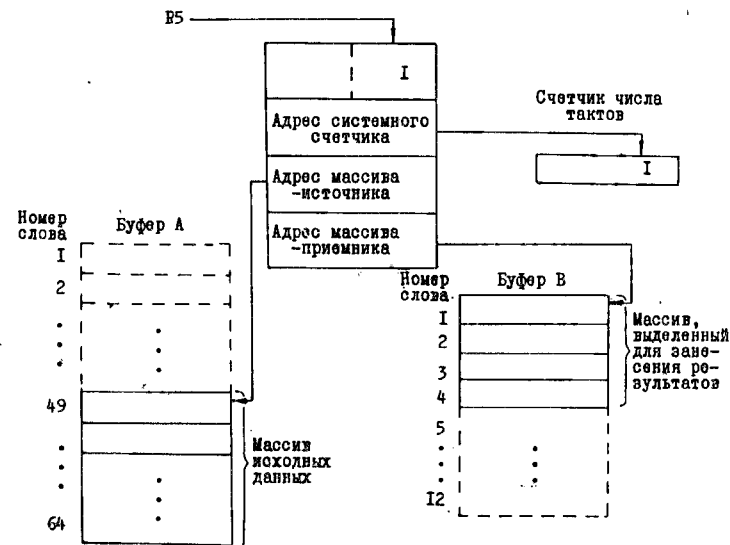 R5
I
Адрес системного
счетчика
Адрес массива
-источника
Адрес массива
-приемника
Счетчик числа
тактов
I
Номер
слова
Буфер А
I
2
49
64
Массив
исходных
данных
Номер
слова
Буфер В
I
2
3
4
5
I2
Массив,
выделенный
для зане-
сения ре-
зультатов